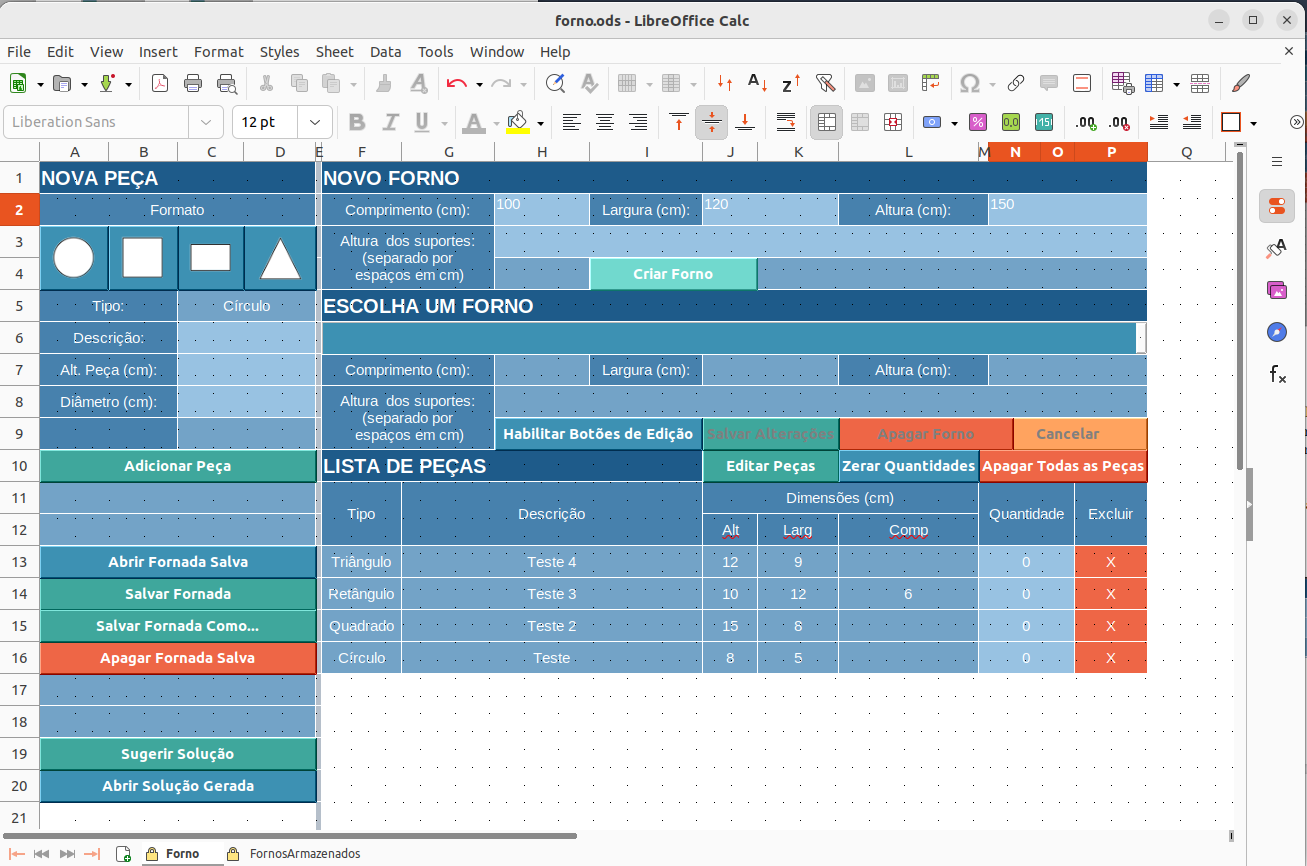 forno.ods - LibreOffice Calc
File Edit View Insert Format Styles Sheet Data Tools Window Help
Liberation Sans 12 pt
A B C D E F G H I J K L M N O P Q
1 NOVA PEÇA NOVO FORNO
2 Formato Comprimento (cm): 100 Largura (cm): 120 Altura (cm): 150
3 Altura dos suportes:
(separado por
4 espaços em cm) Criar Forno
5 Tipo: Círculo ESCOLHA UM FORNO
6 Descrição:
7 Alt. Peça (cm): Comprimento (cm): Largura (cm): Altura (cm):
8 Diâmetro (cm): Altura dos suportes:
(separado por
9 espaços em cm) Habilitar Botões de Edição Salvar Alterações Apagar Forno Cancelar
10 Adicionar Peça LISTA DE PEÇAS Editar Peças Zerar Quantidades Apagar Todas as Peças
11 Dimensões (cm)
Tipo Descrição Quantidade Excluir
12 Alt Larg Comp
13 Abrir Fornada Salva Triângulo Teste 4 12 9 0 X
14 Salvar Fornada Retângulo Teste 3 10 12 6 0 X
15 Salvar Fornada Como... Quadrado Teste 2 15 8 0 X
16 Apagar Fornada Salva Círculo Teste 8 5 0 X
17
18
19 Sugerir Solução
20 Abrir Solução Gerada
21
Forno FornosArmazenados